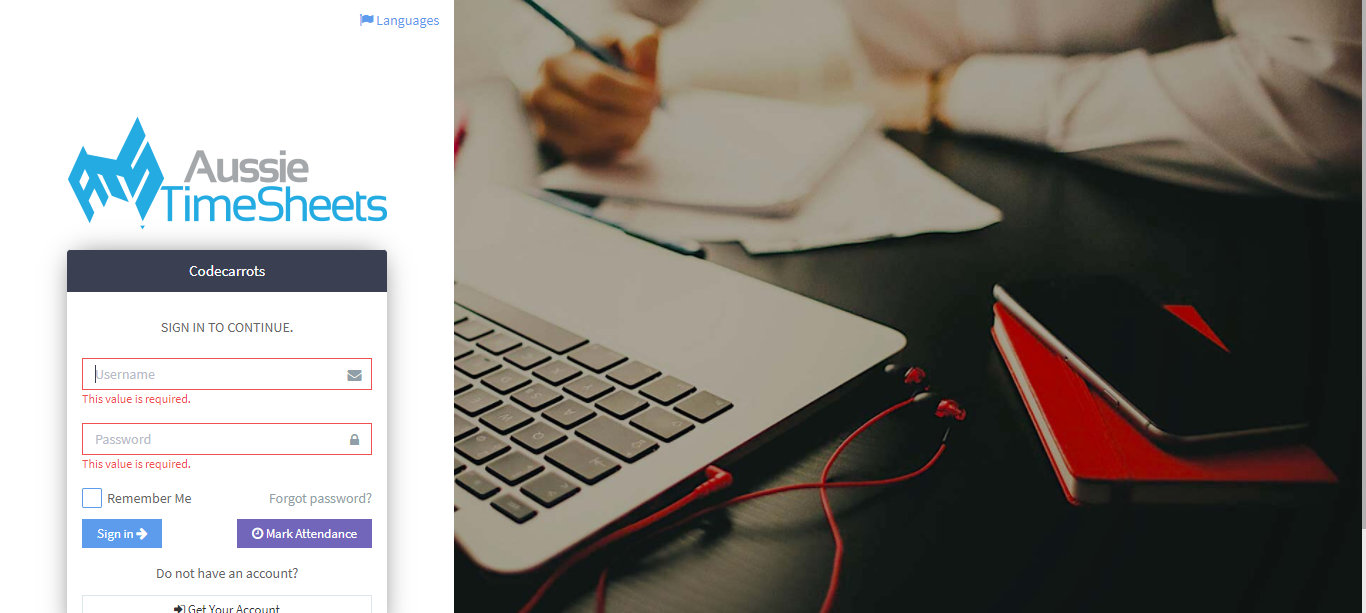 Languages
Aussie
TimeSheets
Codecarrots
SIGN IN TO CONTINUE.
Username
This value is required.
Password
This value is required.
Remember Me
Forgot password?
Sign in
Mark Attendance
Do not have an account?
Get Your Account